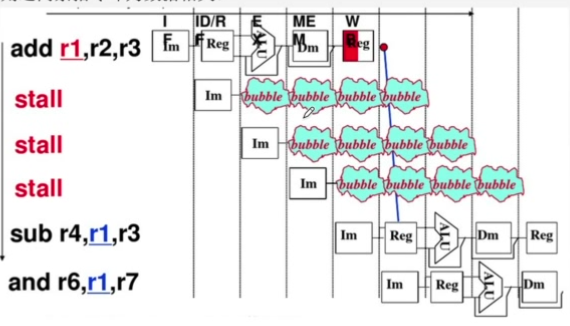 I ID/R E ME W
F F X M B
add r1,r2,r3 Im Reg ALU Dm Reg
stall Im bubble bubble bubble bubble
stall Im bubble bubble bubble bubble
stall Im bubble bubble bubble bubble
sub r4,r1,r3 Im Reg ALU Dm Reg
and r6,r1,r7 Im Reg ALU Dm